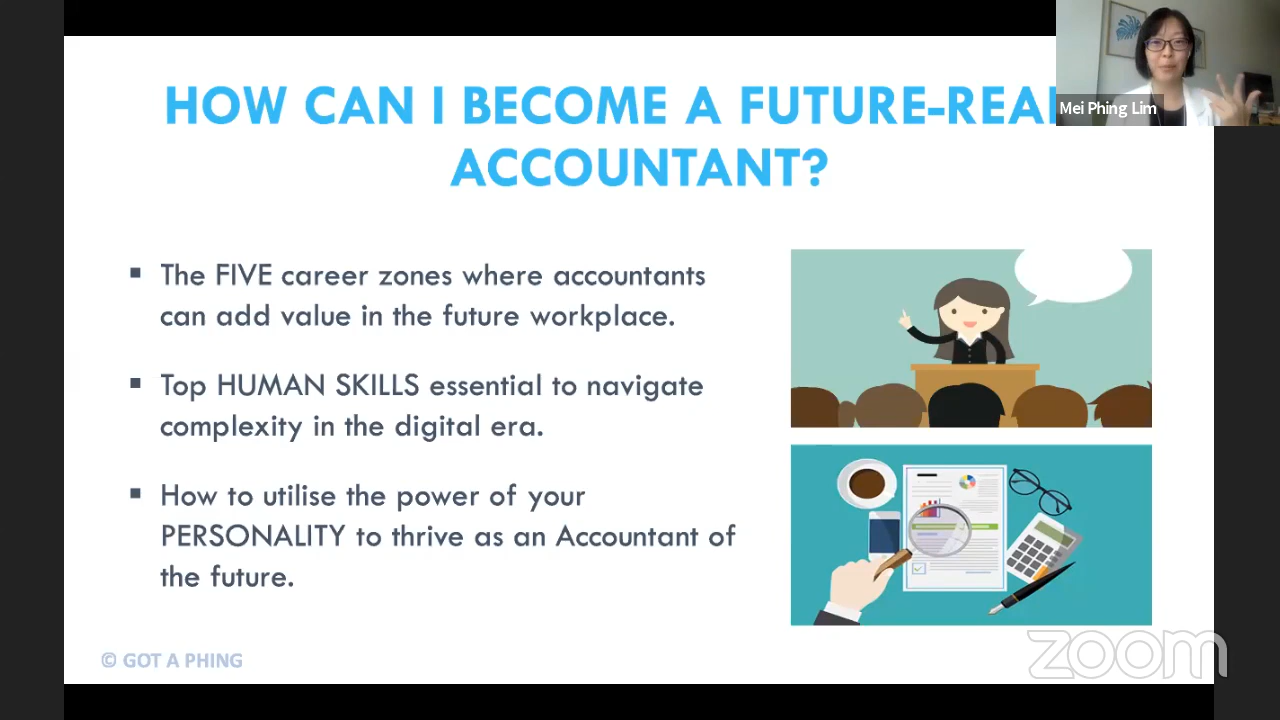 HOW CAN I BECOME A FUTURE-REA
ACCOUNTANT?
Mei Phing Lim
▪ The FIVE career zones where accountants
can add value in the future workplace.
▪ Top HUMAN SKILLS essential to navigate
complexity in the digital era.
▪ How to utilise the power of your
PERSONALITY to thrive as an Accountant of
the future.
© GOT A PHING
zoom